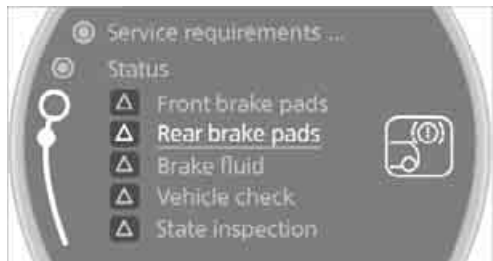 Service requirements ...
Status
Front brake pads
Rear brake pads
Brake fluid
Vehicle check
State inspection